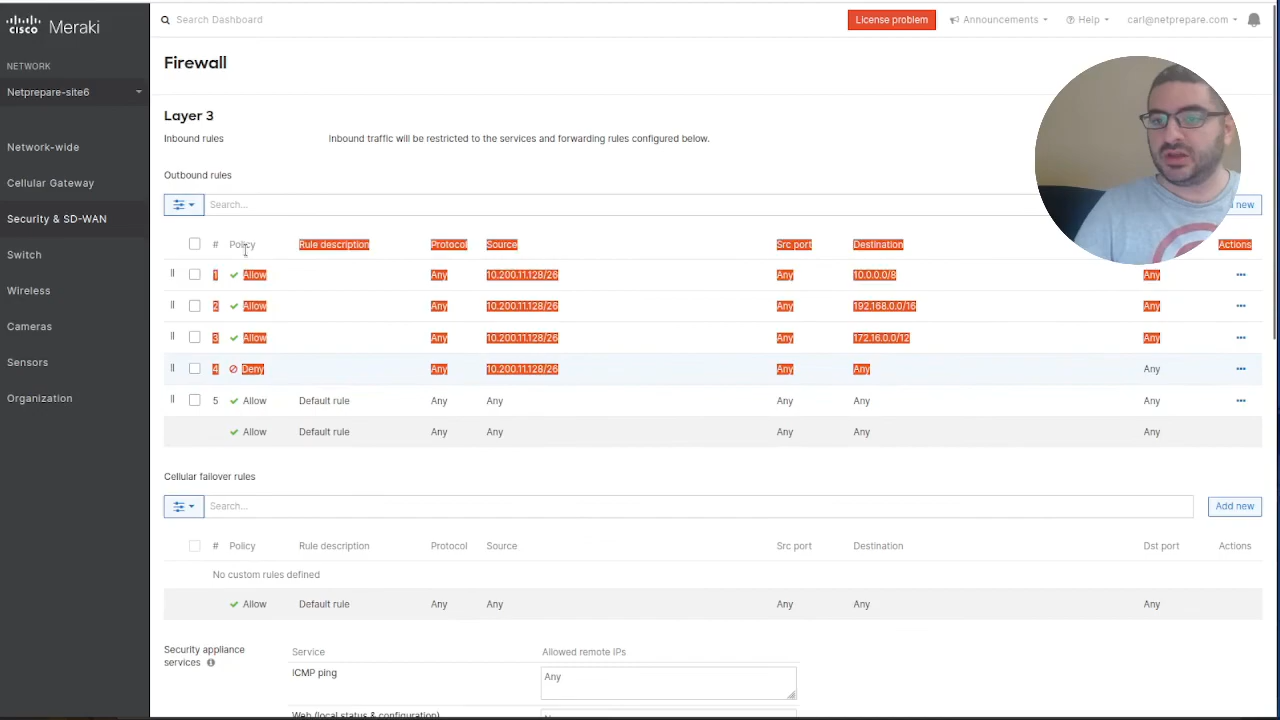 cisco Meraki
Search Dashboard
License problem
Announcements
Help
carl@netprepare.com
NETWORK
Netprepare-site6
Network-wide
Cellular Gateway
Security & SD-WAN
Switch
Wireless
Cameras
Sensors
Organization
Firewall
Layer 3
Inbound rules Inbound traffic will be restricted to the services and forwarding rules configured below.
Outbound rules
Search... new
# Policy Rule description Protocol Source Src port Destination Actions
1 Allow Any 10.200.11.128/26 Any 10.0.0.0/8 Any
2 Allow Any 10.200.11.128/26 Any 192.168.0.0/16 Any
3 Allow Any 10.200.11.128/26 Any 172.16.0.0/12 Any
4 Deny Any 10.200.11.128/26 Any Any Any
5 Allow Default rule Any Any Any Any Any
Allow Default rule Any Any Any Any Any
Cellular failover rules
Search... Add new
# Policy Rule description Protocol Source Src port Destination Dst port Actions
No custom rules defined
Allow Default rule Any Any Any Any Any
Security appliance
services
Service Allowed remote IPs
ICMP ping Any
Web (local status & configuration)